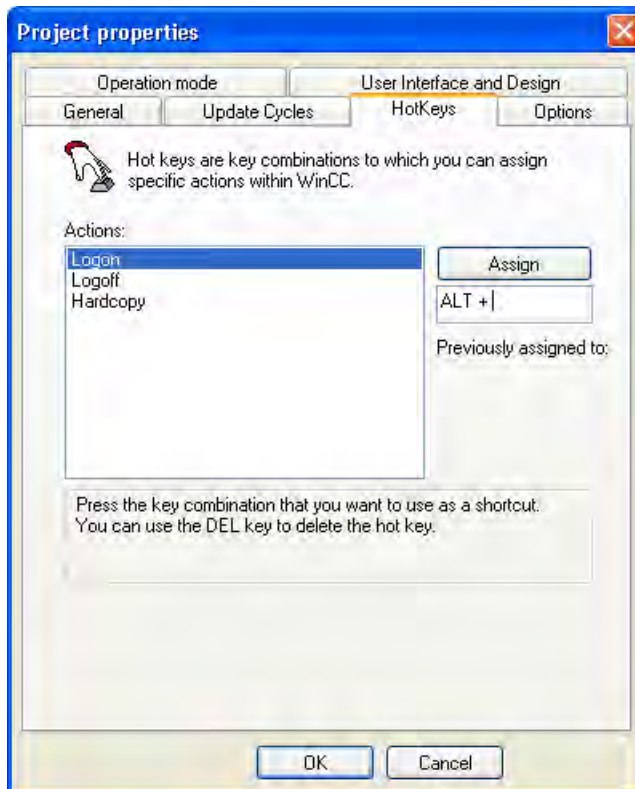 Project properties
Operation mode
User Interface and Design
General
Update Cycles
HotKeys
Options
Hot keys are key combinations to which you can assign
specific actions within WinCC.
Actions:
Logon
Logoff
Hardcopy
Assign
ALT +
Previously assigned to:
Press the key combination that you want to use as a shortcut.
You can use the DEL key to delete the hot key.
OK
Cancel